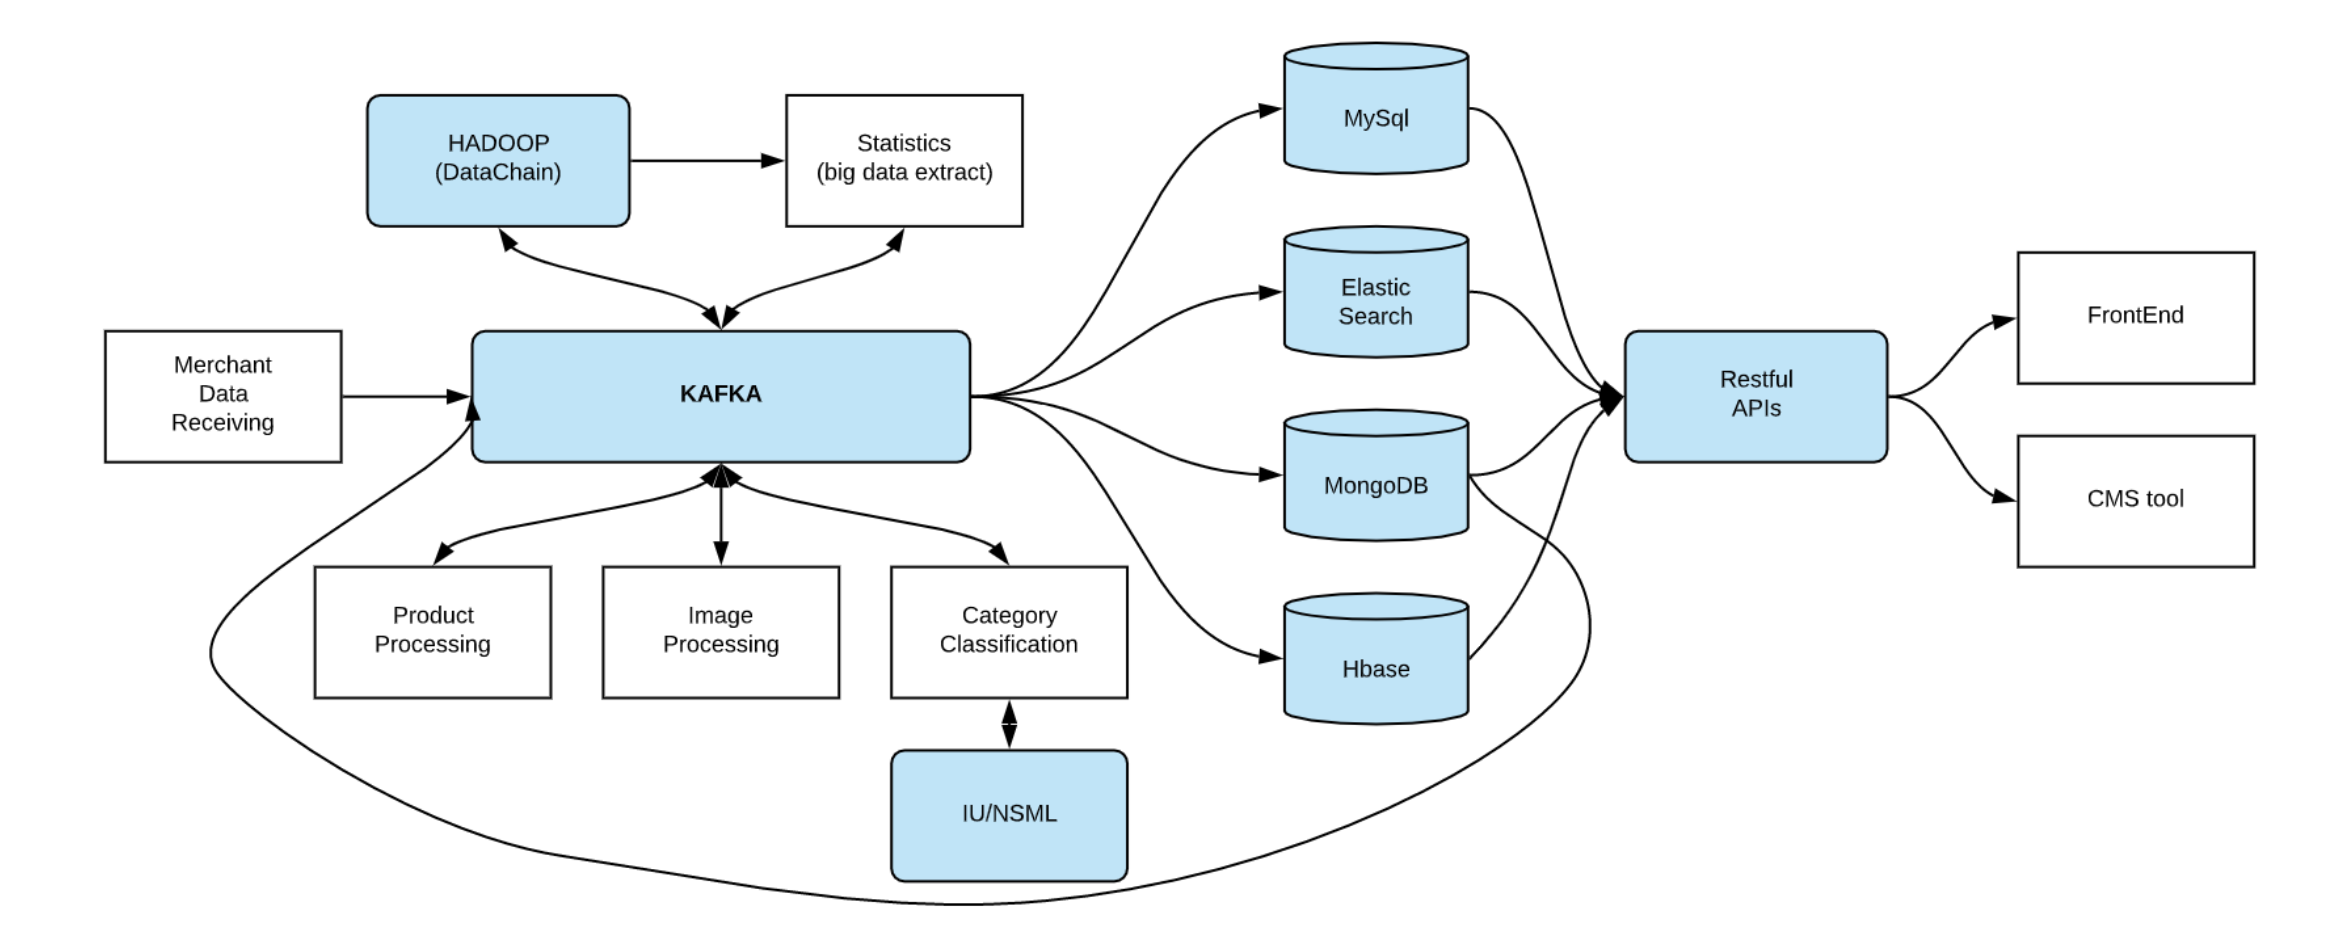 HADOOP
(DataChain)
Statistics
(big data extract)
MySql
Elastic
Search
Merchant
Data
Receiving
KAFKA
MongoDB
Hbase
Restful
APIs
FrontEnd
CMS tool
Product
Processing
Image
Processing
Category
Classification
IU/NSML